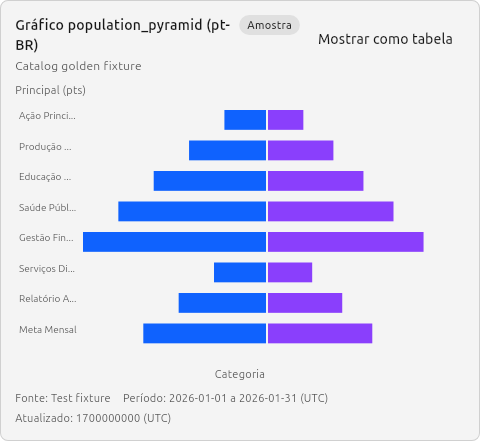 Gráfico population_pyramid (pt-BR)
Amostra
Mostrar como tabela
Catalog golden fixture
Principal (pts)
Ação Princi...
Produção ...
Educação ...
Saúde Públ...
Gestão Fin...
Serviços Di...
Relatório A...
Meta Mensal
Categoria
Fonte: Test fixture Período: 2026-01-01 a 2026-01-31 (UTC)
Atualizado: 1700000000 (UTC)